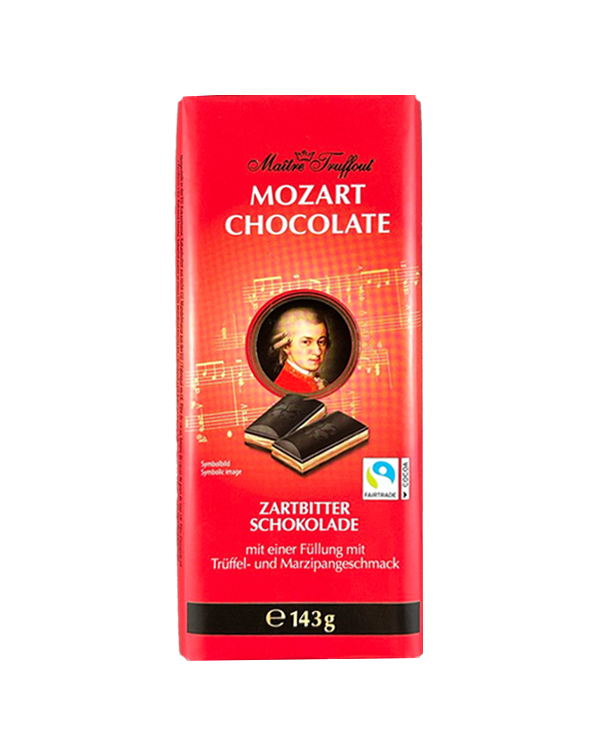 Maître Truffout
MOZART
CHOCOLATE
Symbolbild
Symbolic image
FAIRTRADE
COCOA
ZARTBITTER
SCHOKOLADE
mit einer Füllung mit
Trüffel- und Marzipangeschmack
℮ 143g